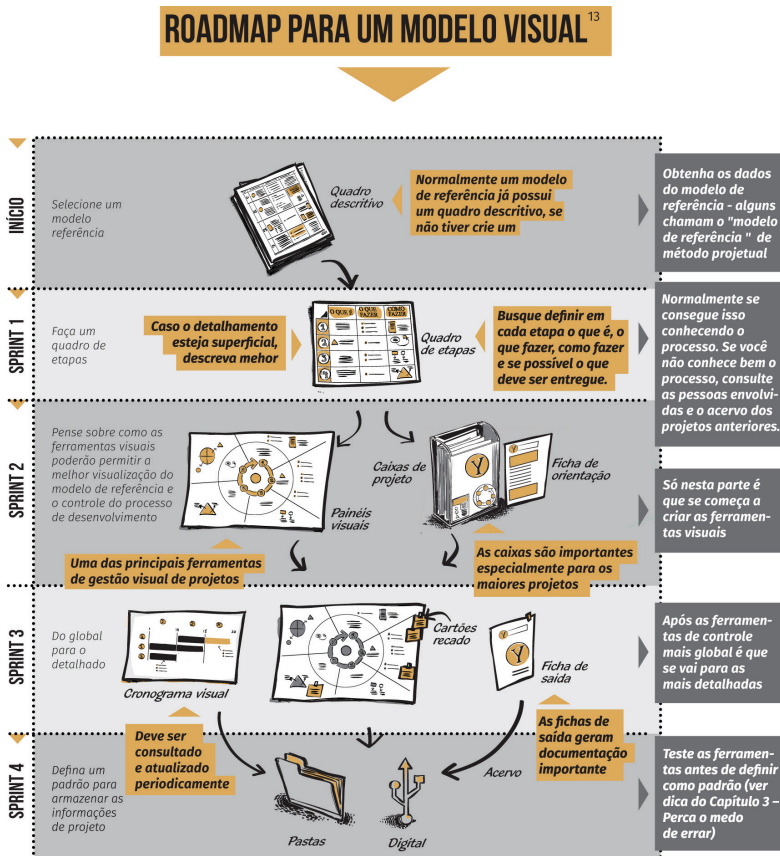 ROADMAP PARA UM MODELO VISUAL 13
INÍCIO
Selecione um
modelo
referência
Quadro
descritivo
Normalmente um modelo
de referência já possui
um quadro descritivo, se
não tiver crie um
Obtenha os dados
do modelo de
referência - alguns
chamam o "modelo
de referência " de
método projetual
SPRINT 1
Faça um
quadro de
etapas
Caso o detalhamento
esteja superficial,
descreva mehor
O QUE É
O QUE
FAZER
COMO
FAZER
1
2
3
Quadro
de etapas
Busque definir em
cada etapa o que é, o
que fazer, como fazer
e se possível o que
deve ser entregue.
Normalmente se
consegue isso
conhecendo o
processo. Se você
não conhece bem o
processo, consulte
as pessoas envolvi-
das e o acervo dos
projetos anteriores.
SPRINT 2
Pense sobre como as
ferramentas visuais
poderão permitir a
melhor visualização do
modelo de referência e
o controle do processo
de desenvolvimento
Painéis
visuais
Caixas de
projeto
Ficha de
orientação
Uma das principais ferramentas
de gestão visual de projetos
As caixas são importantes
especialmente para os
maiores projetos
Só nesta parte é
que se começa a
criar as ferramen-
tas visuais
SPRINT 3
Do global
para o
detalhado
Cronograma visual
Cartões
recado
Ficha de
saída
Deve ser
consultado
e atualizado
periodicamente
As fichas de
saída geram
documentação
importante
Após as ferramen-
tas de controle
mais global é que
se vai para as
mais detalhadas
SPRINT 4
Defina um
padrão para
armazenar as
informações
de projeto
Pastas
Digital
Acervo
Teste as ferramen-
tas antes de definir
como padrão (ver
dica do Capítulo 3 –
Perca o medo
de errar)